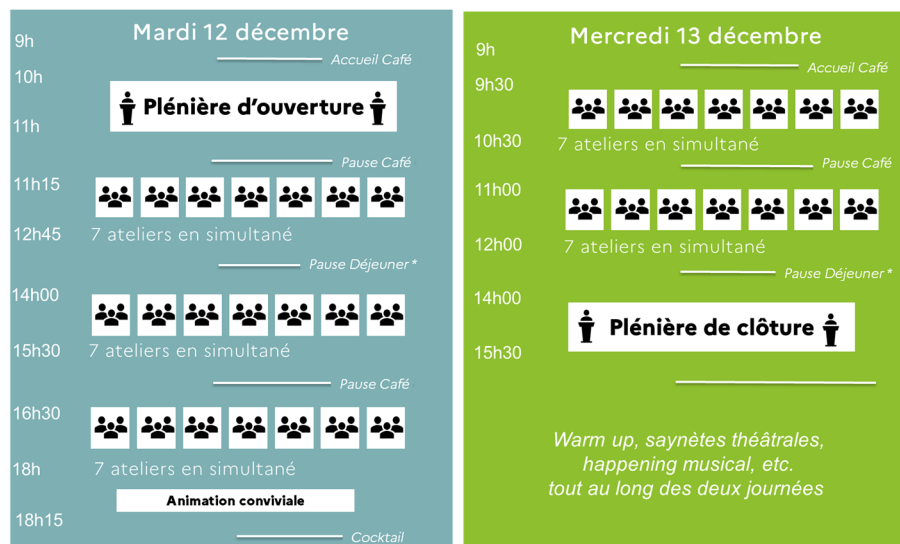 Mardi 12 décembre
9h
Accueil Café
10h
Plénière d'ouverture
11h
Pause Café
11h15
12h45
7 ateliers en simultané
Pause Déjeuner*
14h00
15h30
7 ateliers en simultané
Pause Café
16h30
18h
7 ateliers en simultané
Animation conviviale
18h15
Cocktail
Mercredi 13 décembre
9h
Accueil Café
9h30
10h30
7 ateliers en simultané
Pause Café
11h00
12h00
7 ateliers en simultané
Pause Déjeuner*
14h00
Plénière de clôture
15h30
Warm up, saynètes théâtrales,
happening musical, etc.
tout au long des deux journées